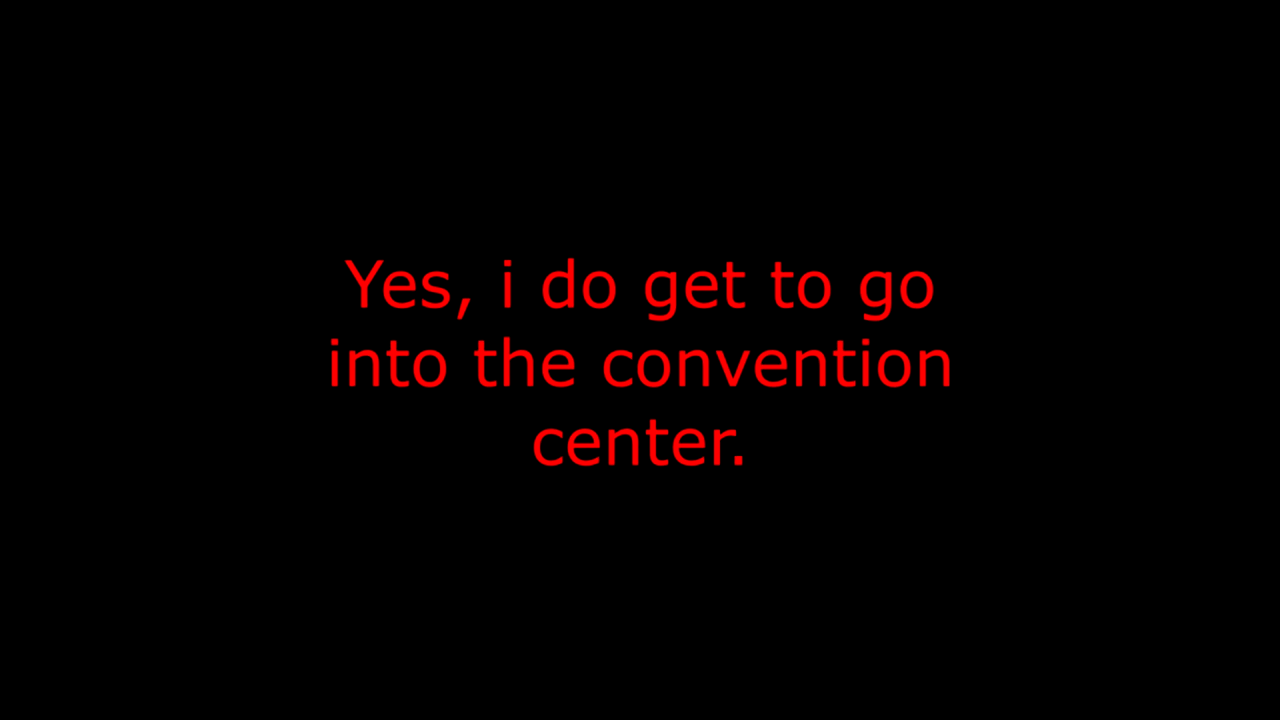 Yes, i do get to go
into the convention
center.